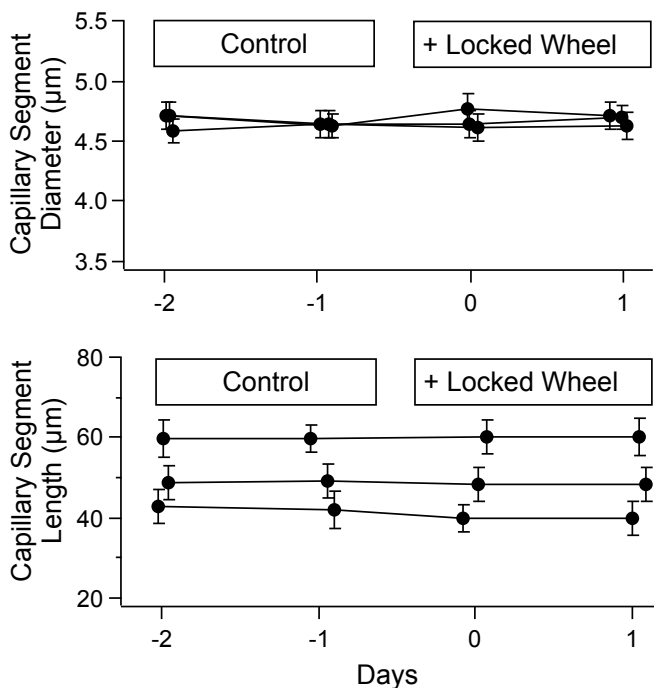 Capillary Segment
Diameter (μm)
5.5
5.0
4.5
4.0
3.5
Control
+ Locked Wheel
-2
-1
0
1
Capillary Segment
Length (μm)
80
60
40
20
Control
+ Locked Wheel
-2
-1
0
1
Days